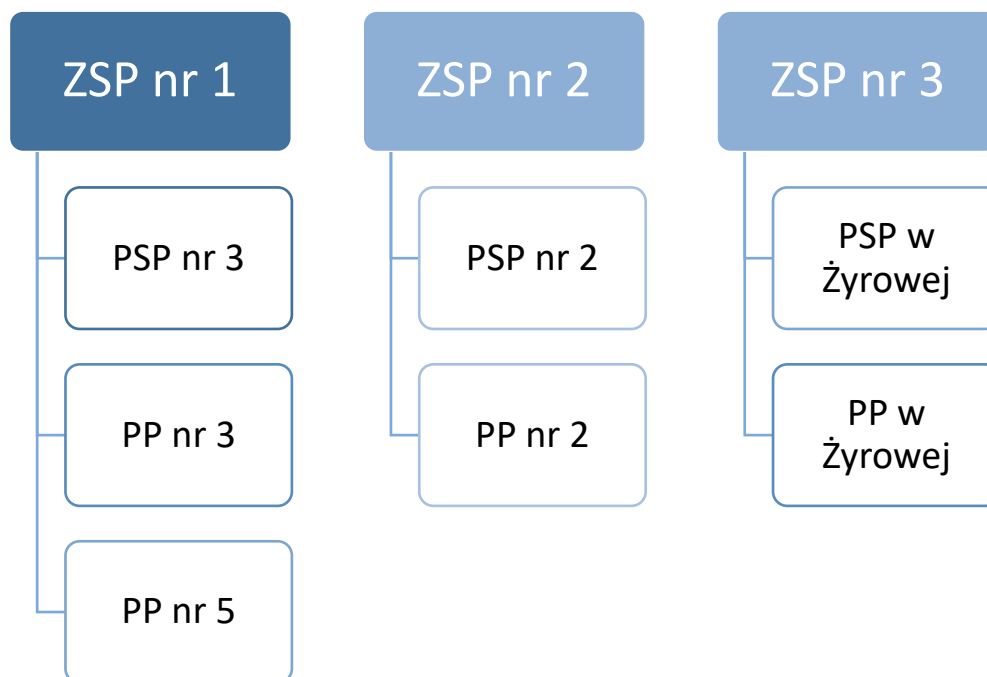 ZSP nr 1
PSP nr 3
PP nr 3
PP nr 5
ZSP nr 2
PSP nr 2
PP nr 2
ZSP nr 3
PSP w
Żyrowej
PP w
Żyrowej